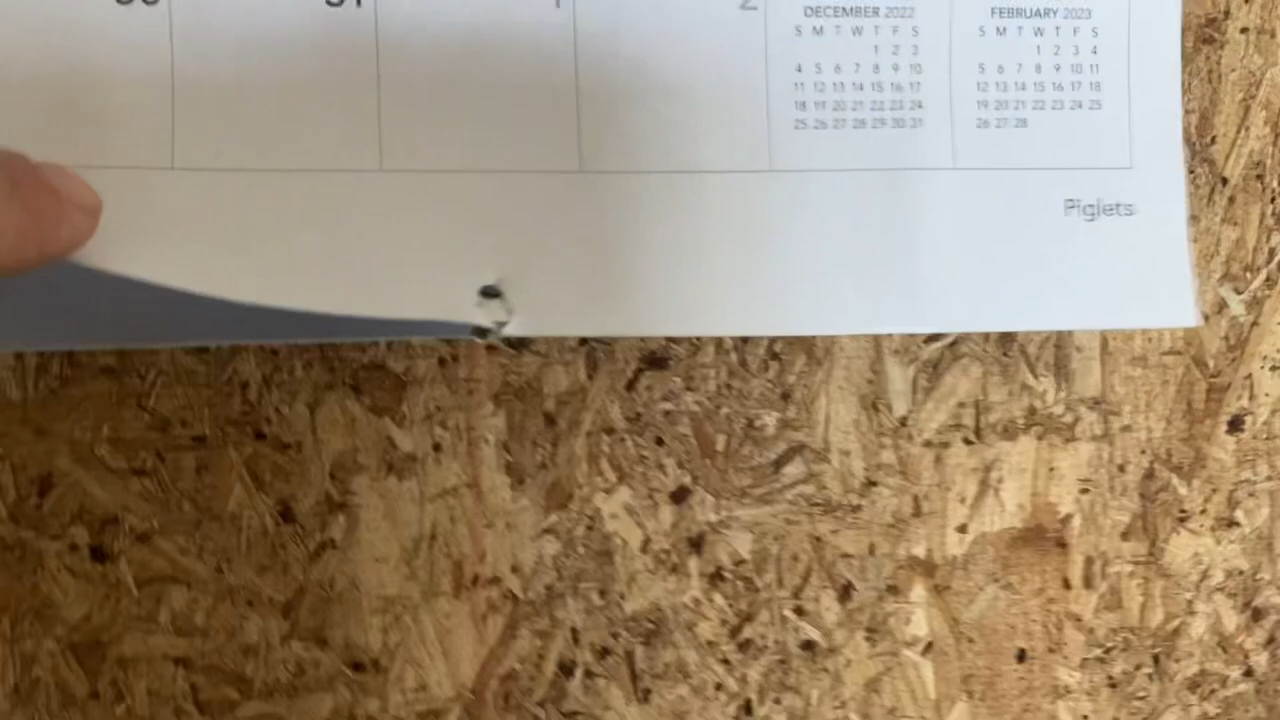 31 1 2
DECEMBER 2022
S M T W T F S
1 2 3
4 5 6 7 8 9 10
11 12 13 14 15 16 17
18 19 20 21 22 23 24
25 26 27 28 29 30 31
FEBRUARY 2023
S M T W T F S
1 2 3 4
5 6 7 8 9 10 11
12 13 14 15 16 17 18
19 20 21 22 23 24 25
26 27 28
Piglets